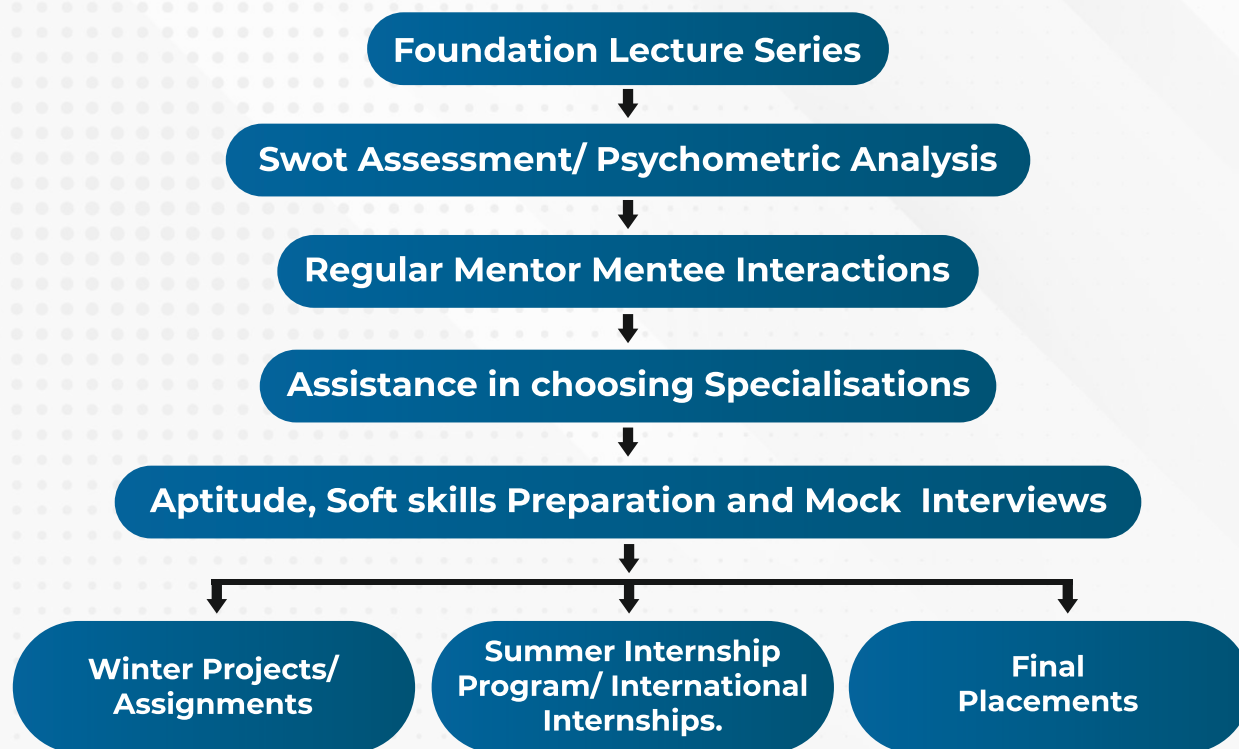 Foundation Lecture Series
Swot Assessment/ Psychometric Analysis
Regular Mentor Mentee Interactions
Assistance in choosing Specialisations
Aptitude, Soft skills Preparation and Mock  Interviews
Winter Projects/
Assignments
Summer Internship
Program/ International
Internships.
Final
Placements